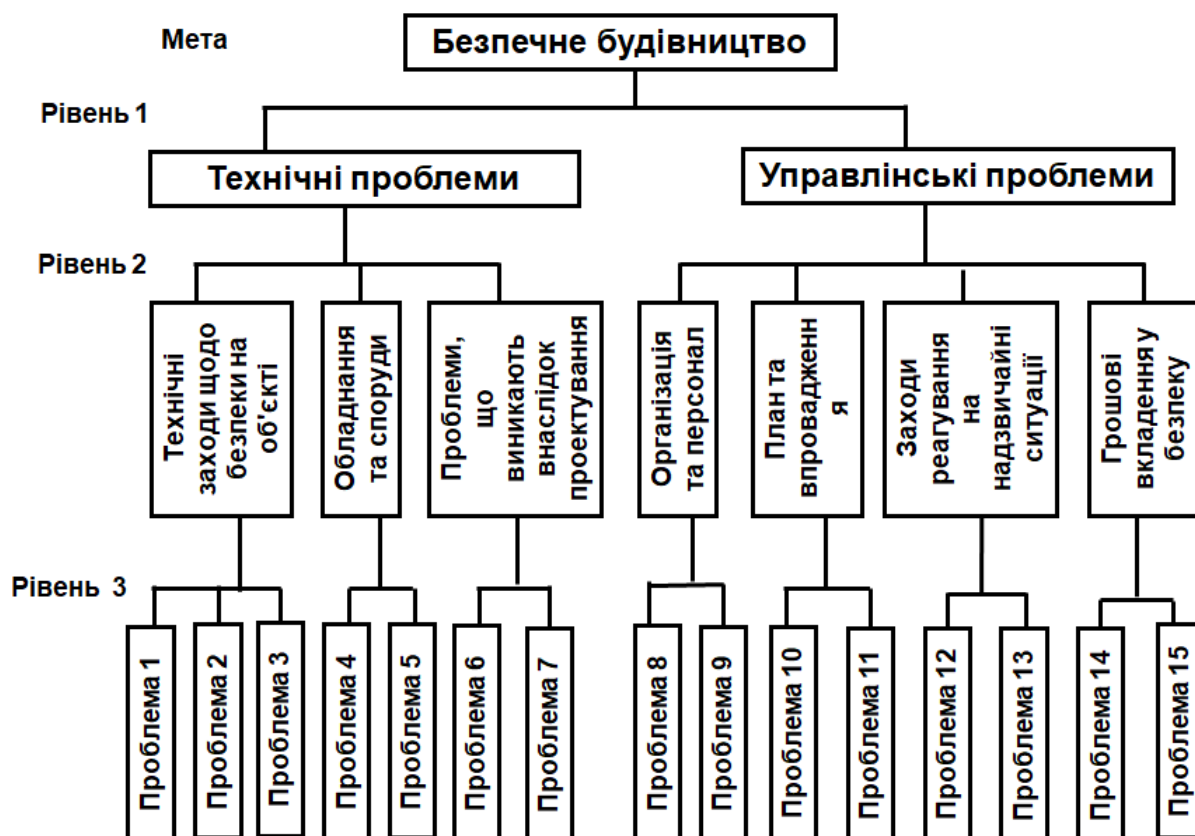 Мета
Безпечне будівництво
Рівень 1
Технічні проблеми
Управлінські проблеми
Рівень 2
Технічні
заходи щодо
безпеки на
об'єкті
Обладнання
та споруди
Проблеми,
що
виникають
внаслідок
проектування
Організація
та персонал
План та
впровадженн
я
Заходи
реагування
на
надзвичайні
ситуації
Грошові
вкладення у
безпеку
Рівень 3
Проблема 1
Проблема 2
Проблема 3
Проблема 4
Проблема 5
Проблема 6
Проблема 7
Проблема 8
Проблема 9
Проблема 10
Проблема 11
Проблема 12
Проблема 13
Проблема 14
Проблема 15